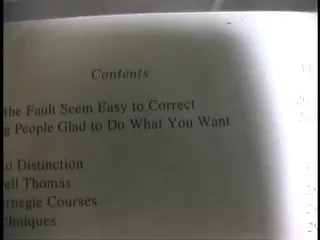 Contents
the Fault Seem Easy to Correct
g People Glad to Do What You Want
o Distinction
ell Thomas
rnegie Courses
chniques